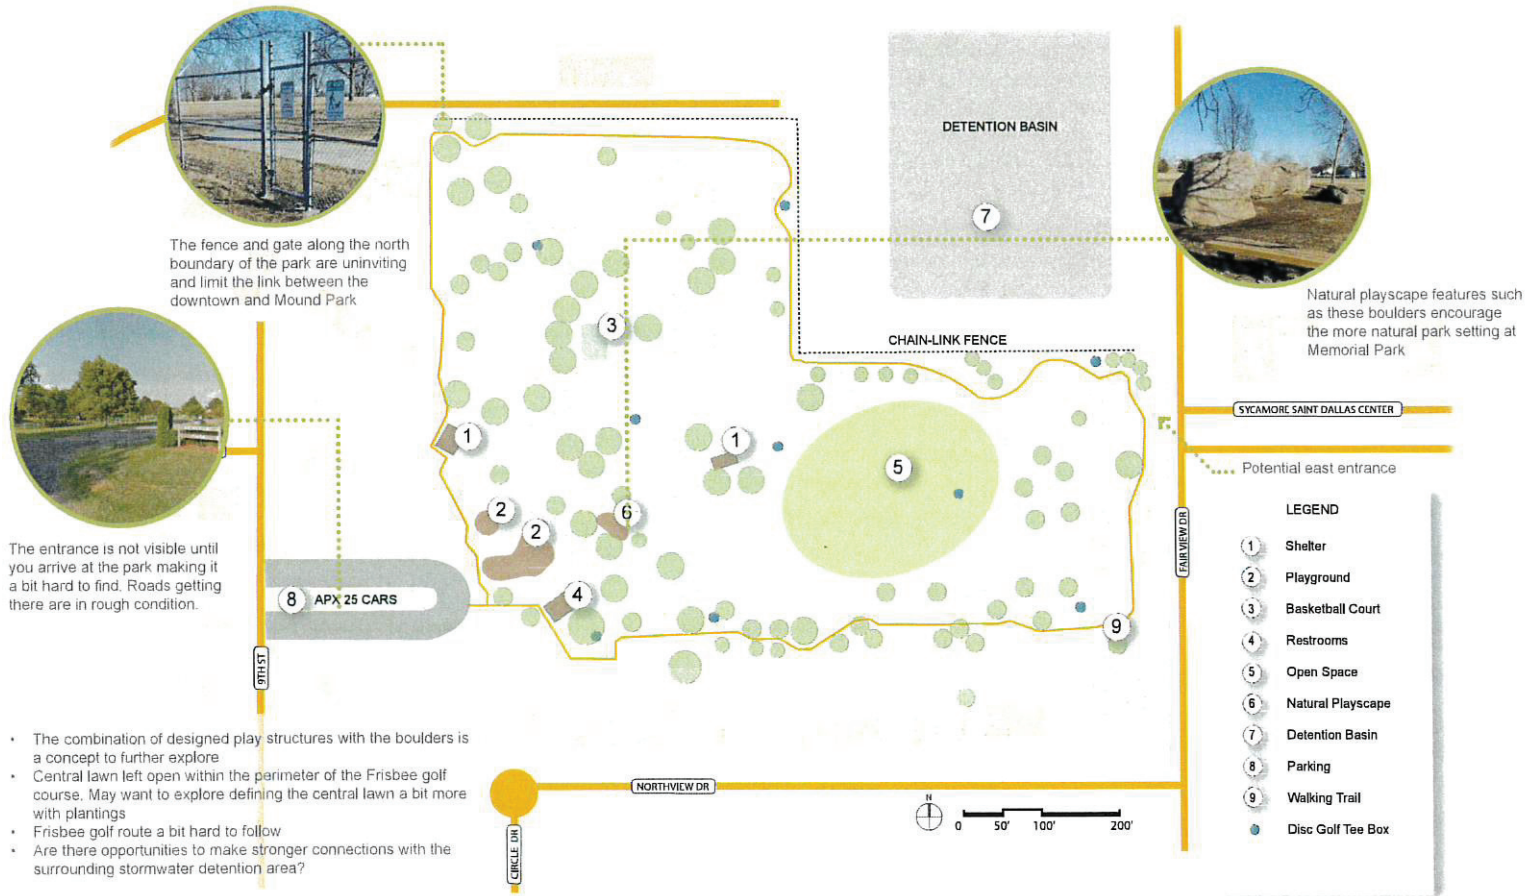 DETENTION BASIN
7
The fence and gate along the north
boundary of the park are uninviting
and limit the link between the
downtown and Mound Park
Natural playscape features such
as these boulders encourage
the more natural park setting at
Memorial Park
3
CHAIN-LINK FENCE
SYCAMORE SAINT DALLAS CENTER
1
1
5
Potential east entrance
2
2
6
The entrance is not visible until
you arrive at the park making it
a bit hard to find. Roads getting
there are in rough condition.
8 APX 25 CARS
4
9
9TH ST
FAIRVIEW DR
LEGEND
1 Shelter
2 Playground
3 Basketball Court
4 Restrooms
5 Open Space
6 Natural Playscape
7 Detention Basin
8 Parking
9 Walking Trail
Disc Golf Tee Box
• The combination of designed play structures with the boulders is
a concept to further explore
• Central lawn left open within the perimeter of the Frisbee golf
course. May want to explore defining the central lawn a bit more
with plantings
• Frisbee golf route a bit hard to follow
• Are there opportunities to make stronger connections with the
surrounding stormwater detention area?
NORTHVIEW DR
CIRCLE DR
N
0 50' 100' 200'